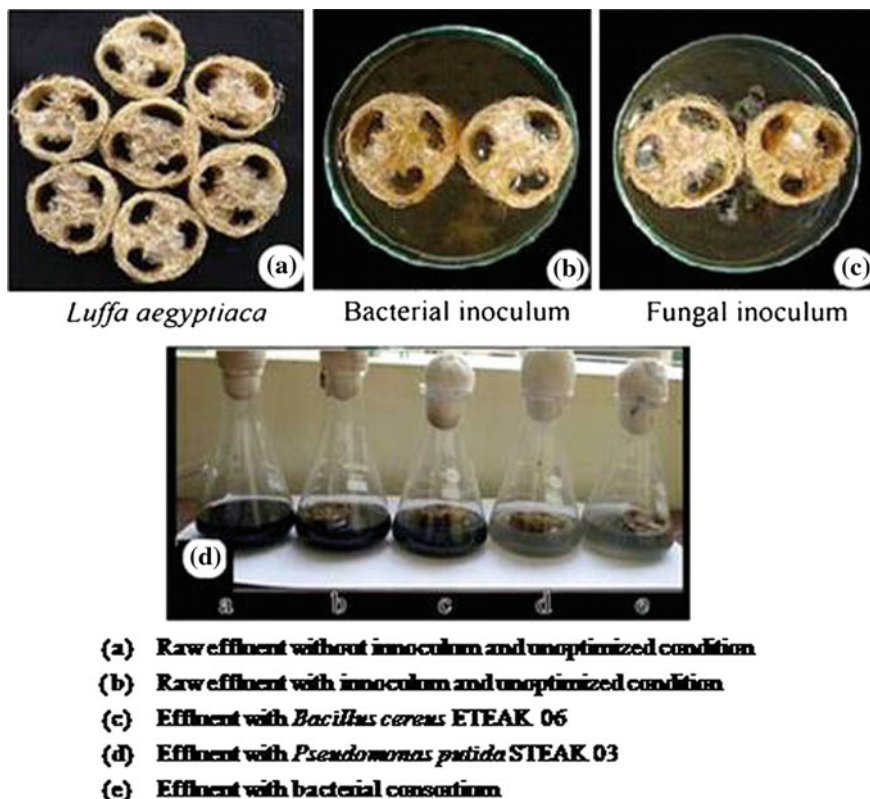 (a)
(b)
(c)
Luffa aegyptiaca
Bacterial inoculum
Fungal inoculum
(d)
a b c d e
(a) Raw effluent without innoculum and unoptimized condition
(b) Raw effluent with innoculum and unoptimized condition
(c) Effluent with Bacillus cereus ETEAK 06
(d) Effluent with Pseudomonas putida STEAK 03
(e) Effluent with bacterial consortium